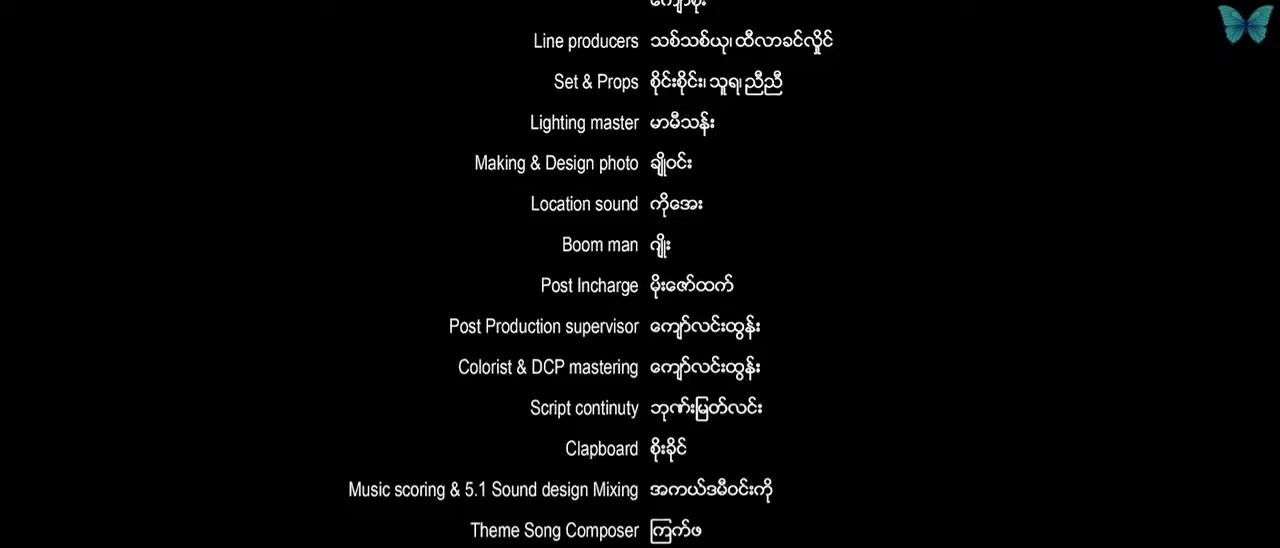 Line producers သစ်သစ်ယု၊ ထီလာခင်လှိုင်
Set & Props စိုင်းစိုင်း၊ သူရ၊ ညီညီ
Lighting master မာမီသန်း
Making & Design photo ချိုဝင်း
Location sound ကိုအေး
Boom man ဂျိုး
Post Incharge မိုးဇော်ထက်
Post Production supervisor ကျော်လင်းထွန်း
Colorist & DCP mastering ကျော်လင်းထွန်း
Script continuty ဘုဏ်းမြတ်လင်း
Clapboard စိုးခိုင်
Music scoring & 5.1 Sound design Mixing အကယ်ဒမီဝင်းကို
Theme Song Composer ကြက်ဖ